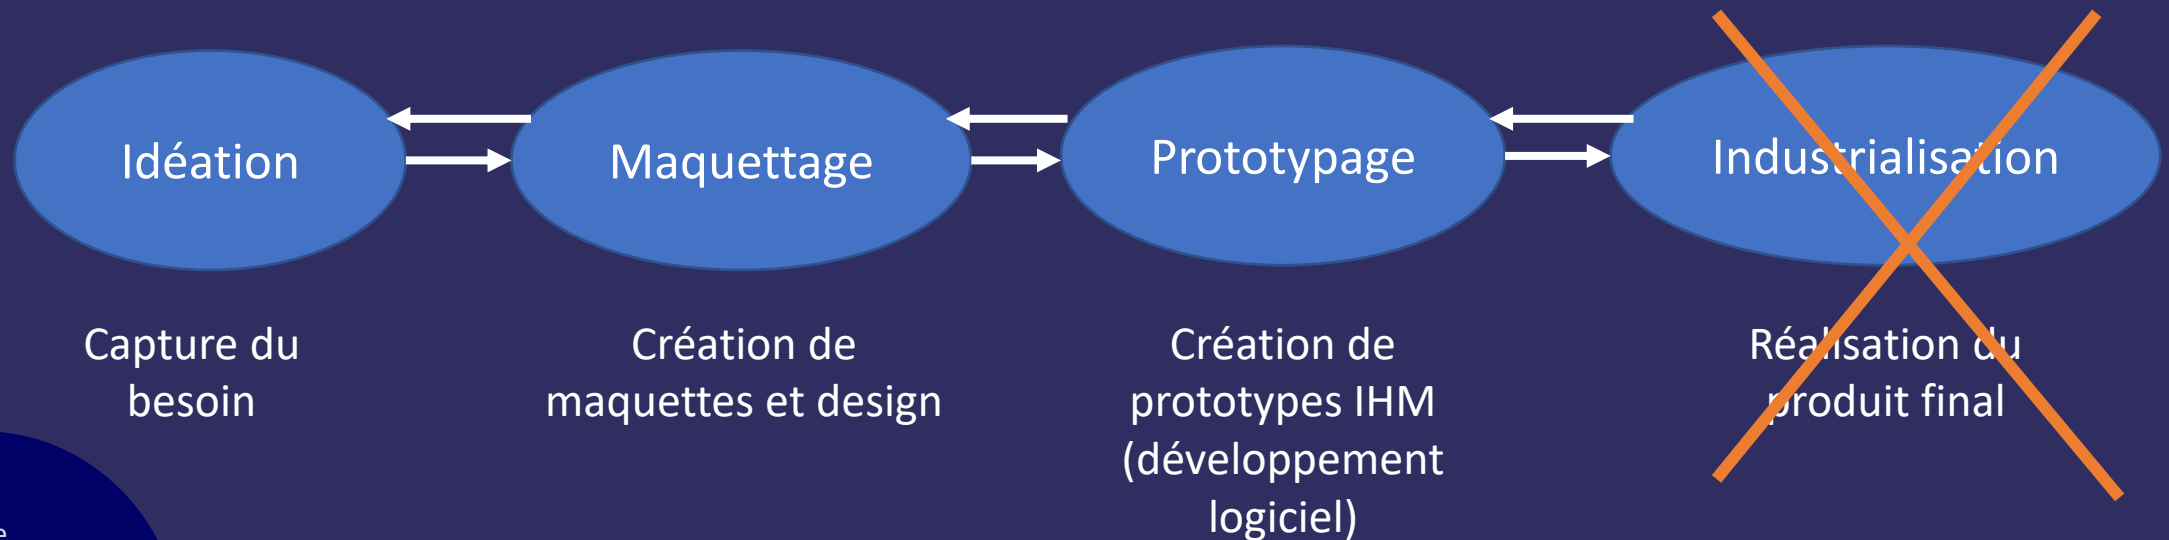 Idéation
Maquettage
Prototypage
Industrialisation
Capture du
besoin
Création de
maquettes et design
Création de
prototypes IHM
(développement
logiciel)
Réalisation du
produit final